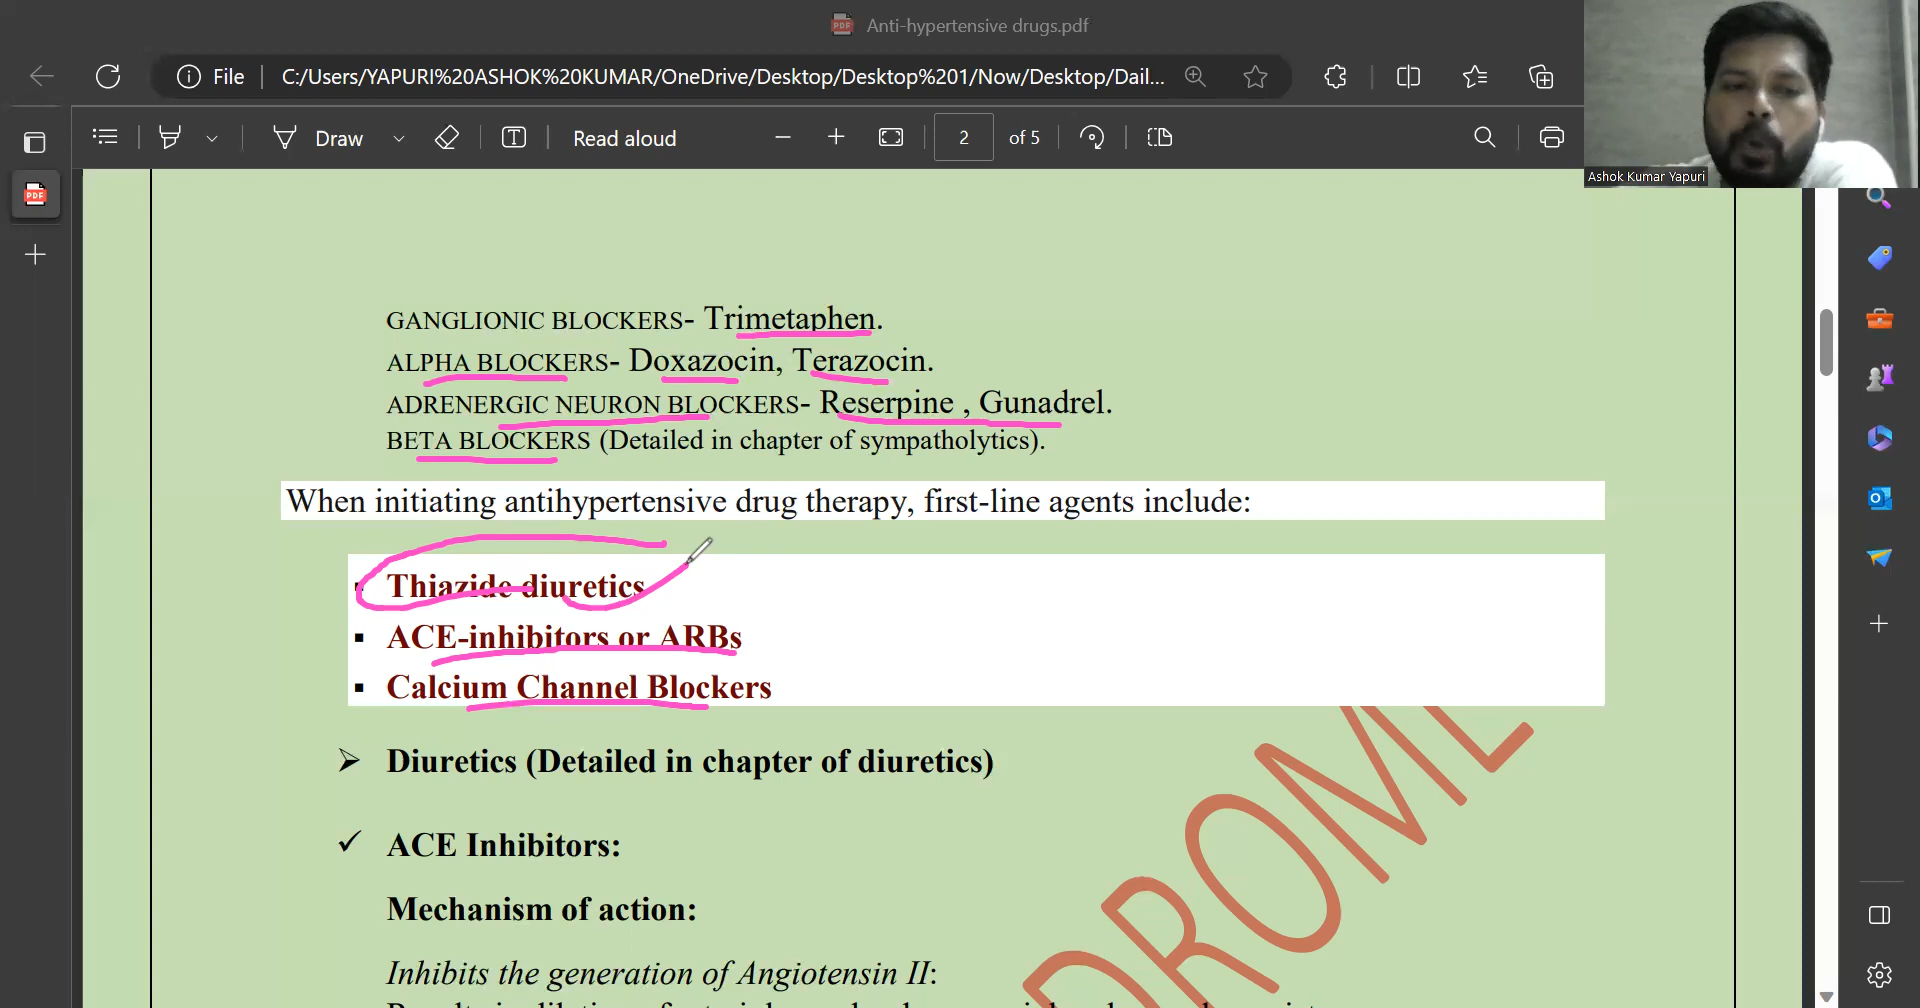 Anti-hypertensive drugs.pdf
File
C:/Users/YAPURI%20ASHOK%20KUMAR/OneDrive/Desktop/Desktop%201/Now/Desktop/Dail...
Draw
Read aloud
2
of 5
Ashok Kumar Yapuri
GANGLIONIC BLOCKERS- Trimetaphen.
ALPHA BLOCKERS- Doxazocin, Terazocin.
ADRENERGIC NEURON BLOCKERS- Reserpine , Gunadrel.
BETA BLOCKERS (Detailed in chapter of sympatholytics).
When initiating antihypertensive drug therapy, first-line agents include:
▪ Thiazide diuretics
▪ ACE-inhibitors or ARBs
▪ Calcium Channel Blockers
➢ Diuretics (Detailed in chapter of diuretics)
✓ ACE Inhibitors:
Mechanism of action:
Inhibits the generation of Angiotensin II: